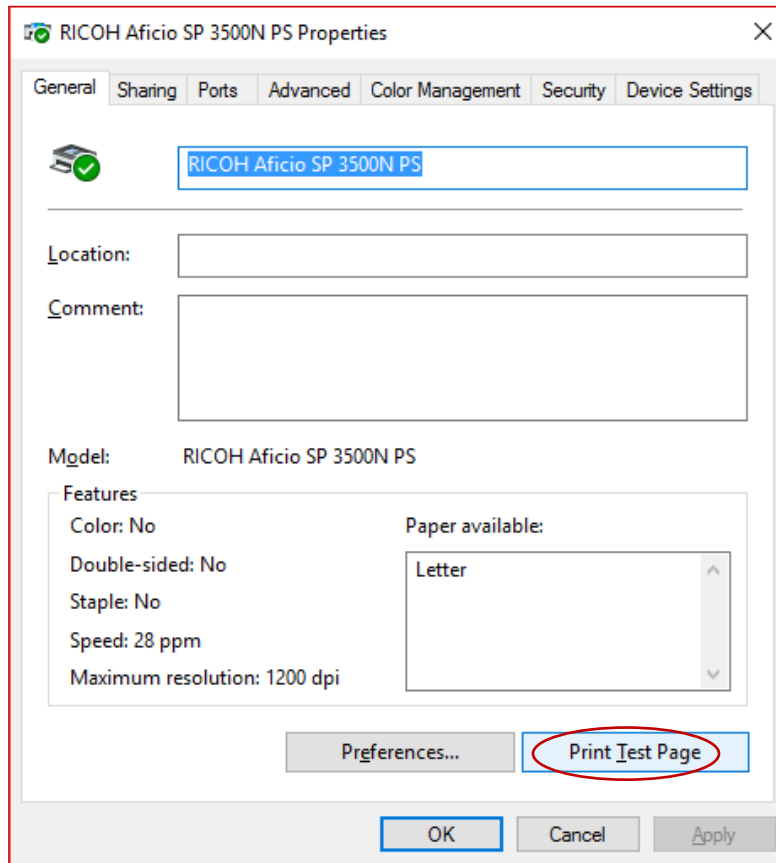 RICOH Aficio SP 3500N PS Properties
General Sharing Ports Advanced Color Management Security Device Settings
RICOH Aficio SP 3500N PS
Location:
Comment:
Model: RICOH Aficio SP 3500N PS
Features
Color: No Paper available:
Double-sided: No Letter
Staple: No
Speed: 28 ppm
Maximum resolution: 1200 dpi
Preferences... Print Test Page
OK Cancel Apply